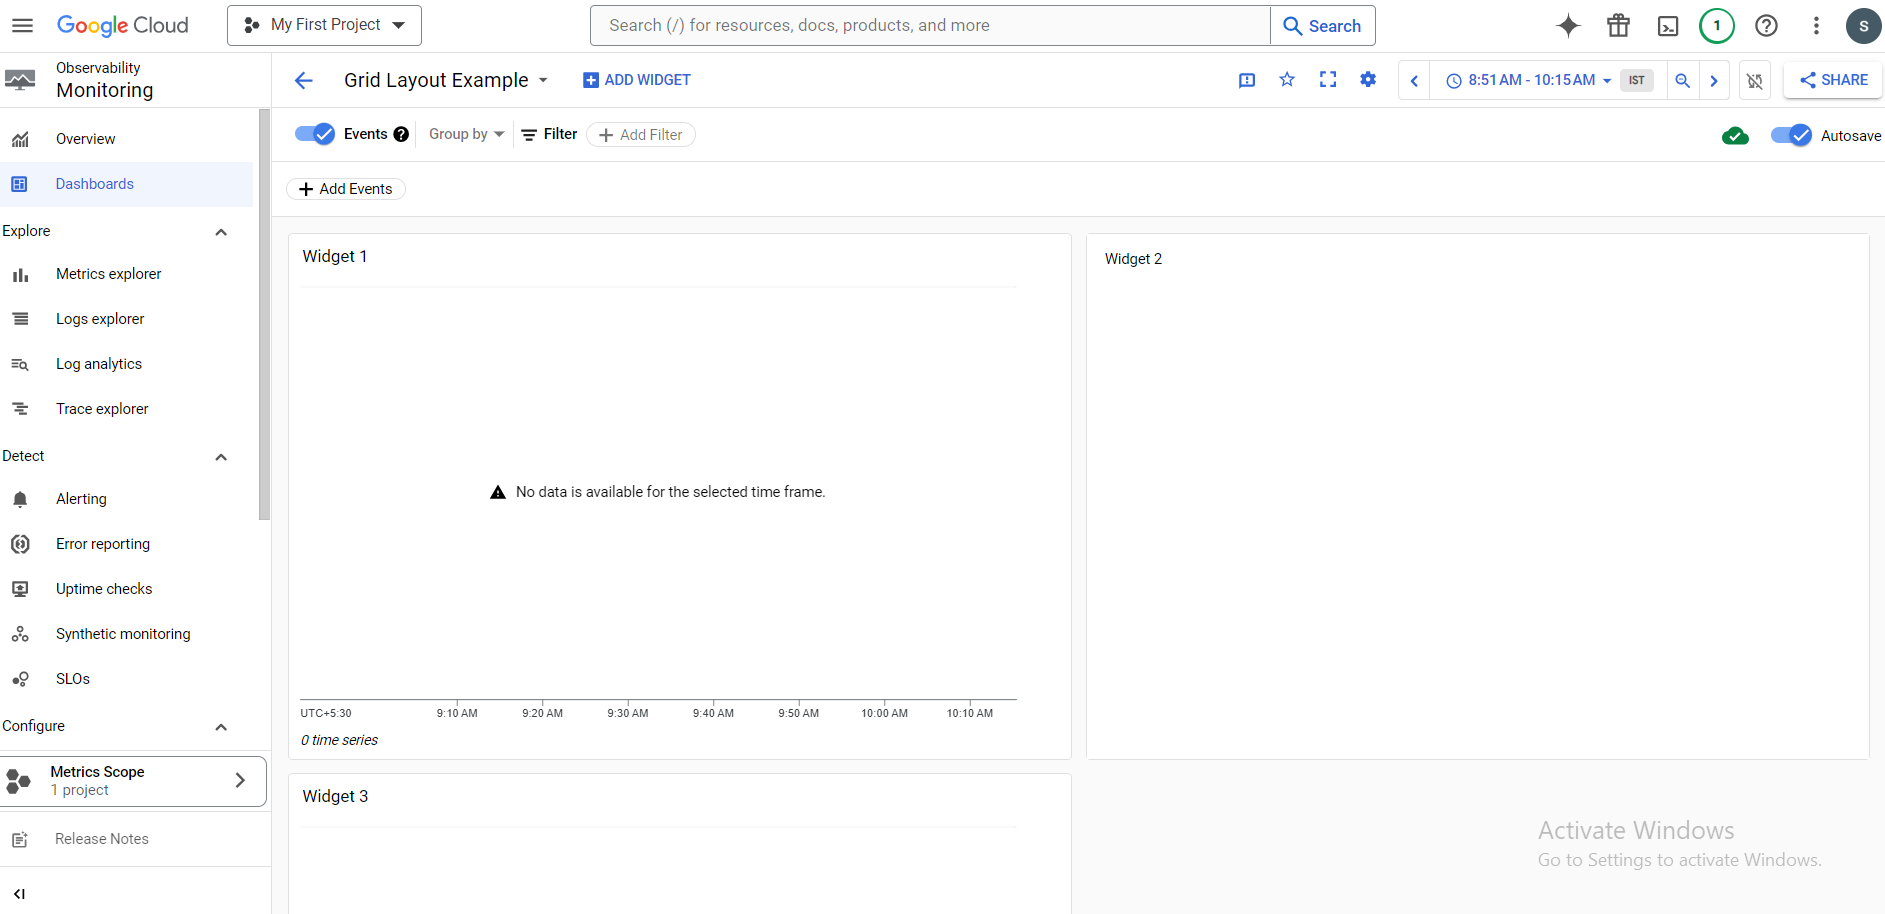 Google Cloud
My First Project
Search (/) for resources, docs, products, and more
Search
1
S
Observability
Monitoring
Grid Layout Example
ADD WIDGET
8:51 AM - 10:15 AM
IST
SHARE
Overview
Dashboards
Explore
Metrics explorer
Logs explorer
Log analytics
Trace explorer
Detect
Alerting
Error reporting
Uptime checks
Synthetic monitoring
SLOs
Configure
Metrics Scope
1 project
Release Notes
Events
Group by
Filter
Add Filter
Autosave
Add Events
Widget 1
No data is available for the selected time frame.
UTC+5:30 9:10 AM 9:20 AM 9:30 AM 9:40 AM 9:50 AM 10:00 AM 10:10 AM
0 time series
Widget 2
Widget 3
Activate Windows
Go to Settings to activate Windows.